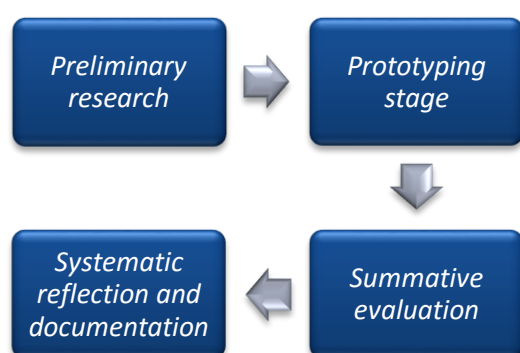 Preliminary
research
Prototyping
stage
Summative
evaluation
Systematic
reflection and
documentation